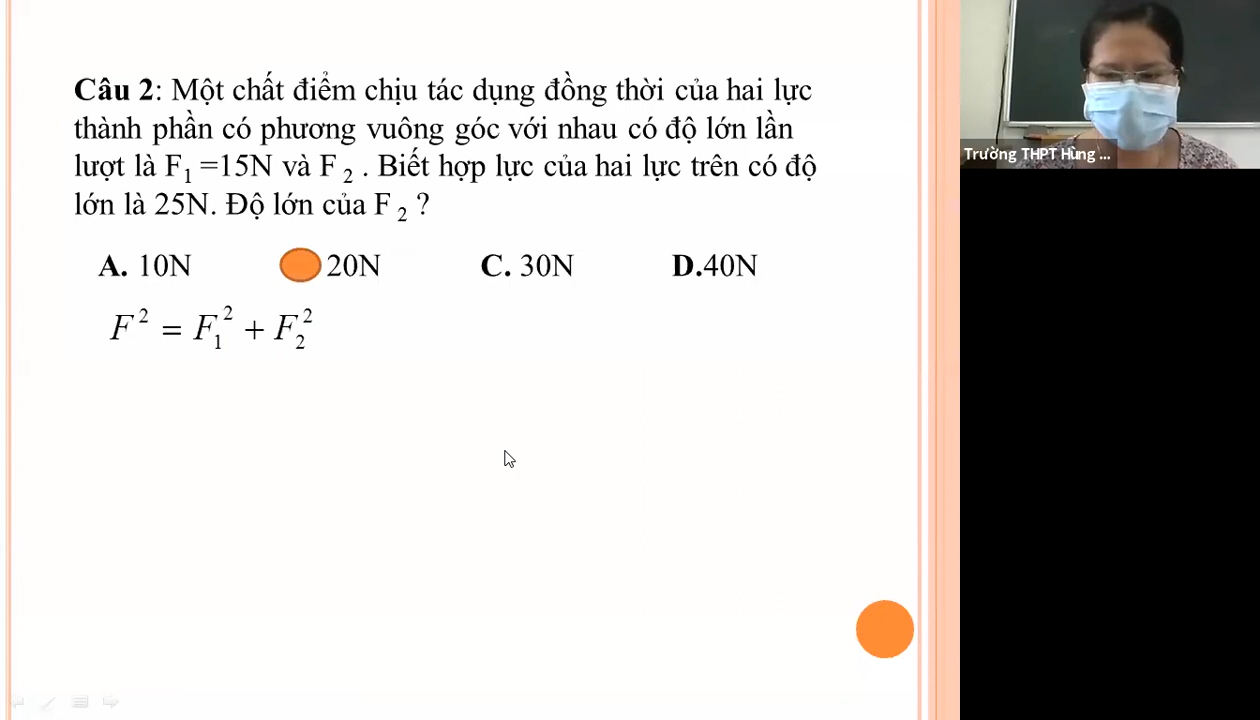 Câu 2: Một chất điểm chịu tác dụng đồng thời của hai lực
thành phần có phương vuông góc với nhau có độ lớn lần
lượt là F₁ =15N và F ₂ . Biết hợp lực của hai lực trên có độ
lớn là 25N. Độ lớn của F ₂ ?
A. 10N 20N C. 30N D.40N
F² = F₁² + F₂²
Trường THPT Hùng ...